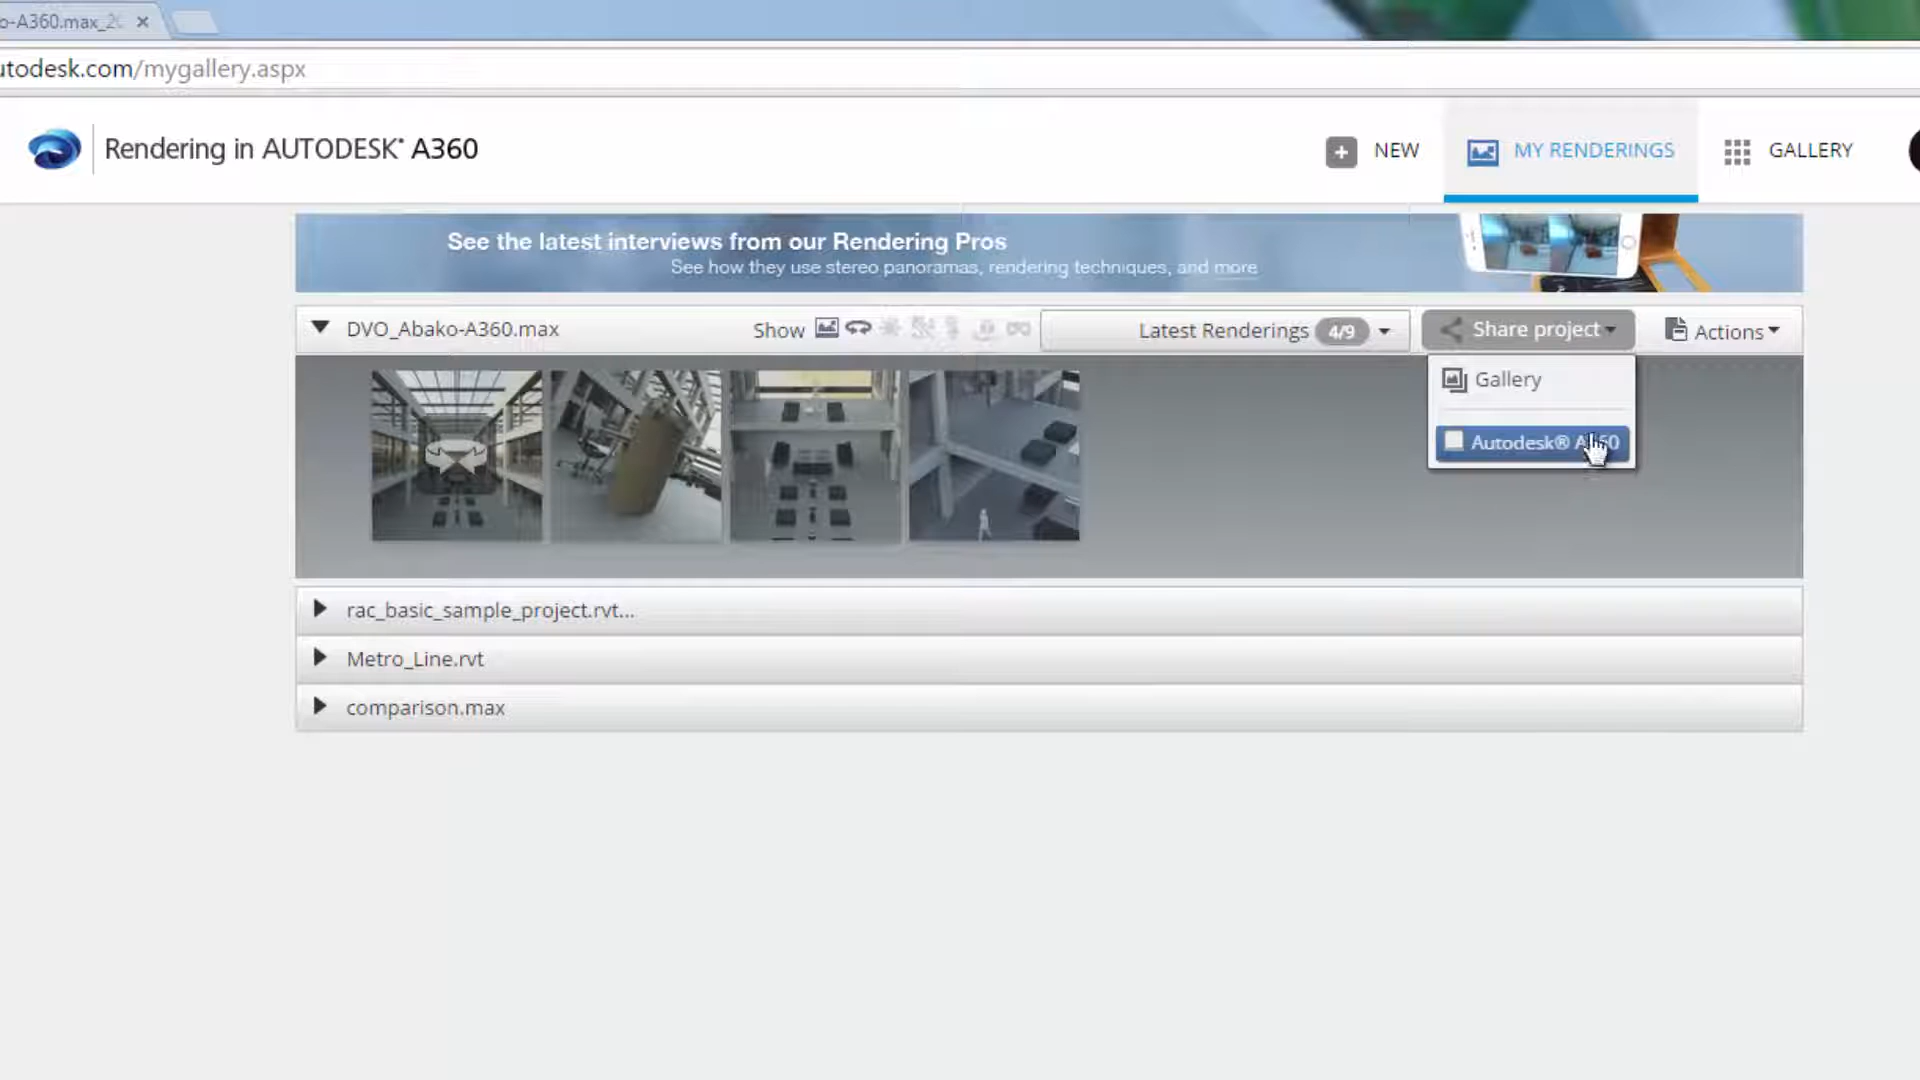 o-A360.max_20
utodesk.com/mygallery.aspx
Rendering in AUTODESK® A360
NEW
MY RENDERINGS
GALLERY
See the latest interviews from our Rendering Pros
See how they use stereo panoramas, rendering techniques, and more
DVO_Abako-A360.max
Show
Latest Renderings 4/9
Share project
Actions
Gallery
Autodesk® A360
rac_basic_sample_project.rvt...
Metro_Line.rvt
comparison.max